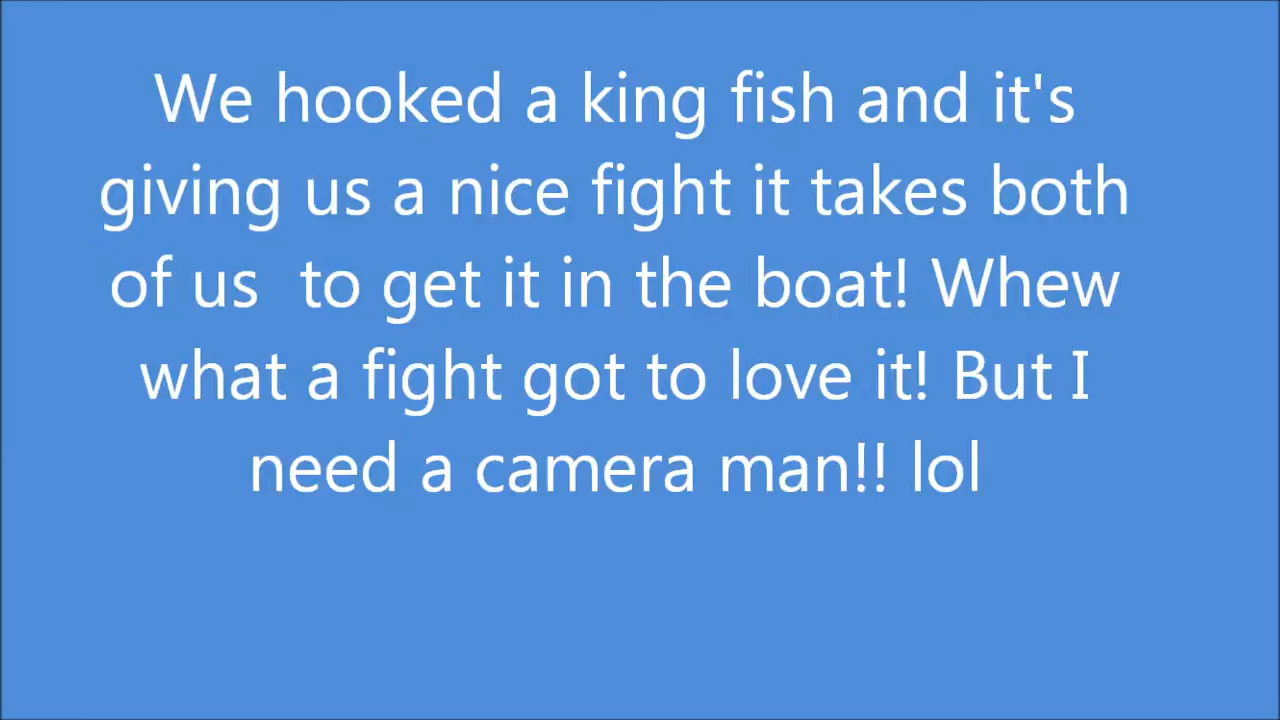 We hooked a king fish and it's
giving us a nice fight it takes both
of us  to get it in the boat! Whew
what a fight got to love it! But I
need a camera man!! lol